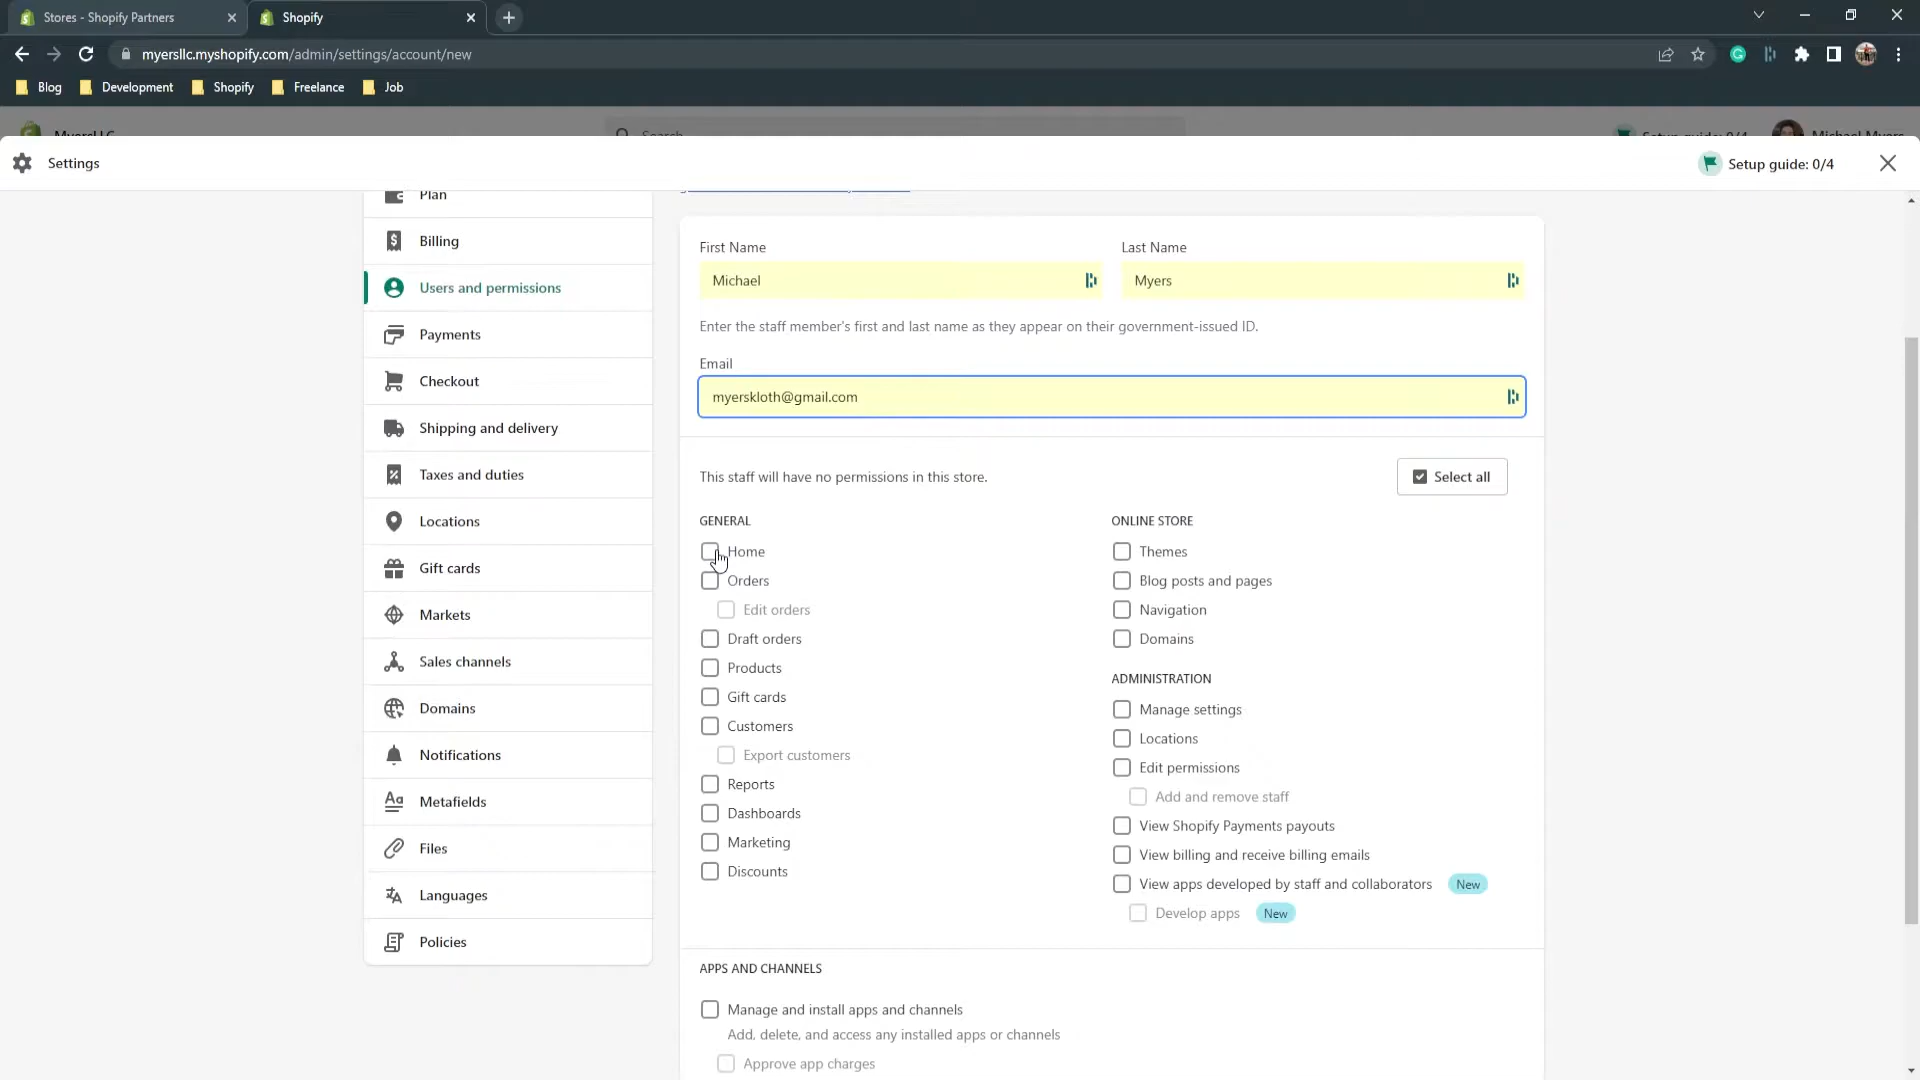 Stores - Shopify Partners
Shopify
myersllc.myshopify.com/admin/settings/account/new
Blog
Development
Shopify
Freelance
Job
MyersLLC
Search
Setup guide: 0/4
Michael Myers
Settings
Setup guide: 0/4
Plan
Billing
Users and permissions
Payments
Checkout
Shipping and delivery
Taxes and duties
Locations
Gift cards
Markets
Sales channels
Domains
Notifications
Metafields
Files
Languages
Policies
First Name
Last Name
Michael
Myers
Enter the staff member's first and last name as they appear on their government-issued ID.
Email
myerskloth@gmail.com
This staff will have no permissions in this store.
Select all
GENERAL
Home
Orders
Edit orders
Draft orders
Products
Gift cards
Customers
Export customers
Reports
Dashboards
Marketing
Discounts
ONLINE STORE
Themes
Blog posts and pages
Navigation
Domains
ADMINISTRATION
Manage settings
Locations
Edit permissions
Add and remove staff
View Shopify Payments payouts
View billing and receive billing emails
View apps developed by staff and collaborators New
Develop apps New
APPS AND CHANNELS
Manage and install apps and channels
Add, delete, and access any installed apps or channels
Approve app charges